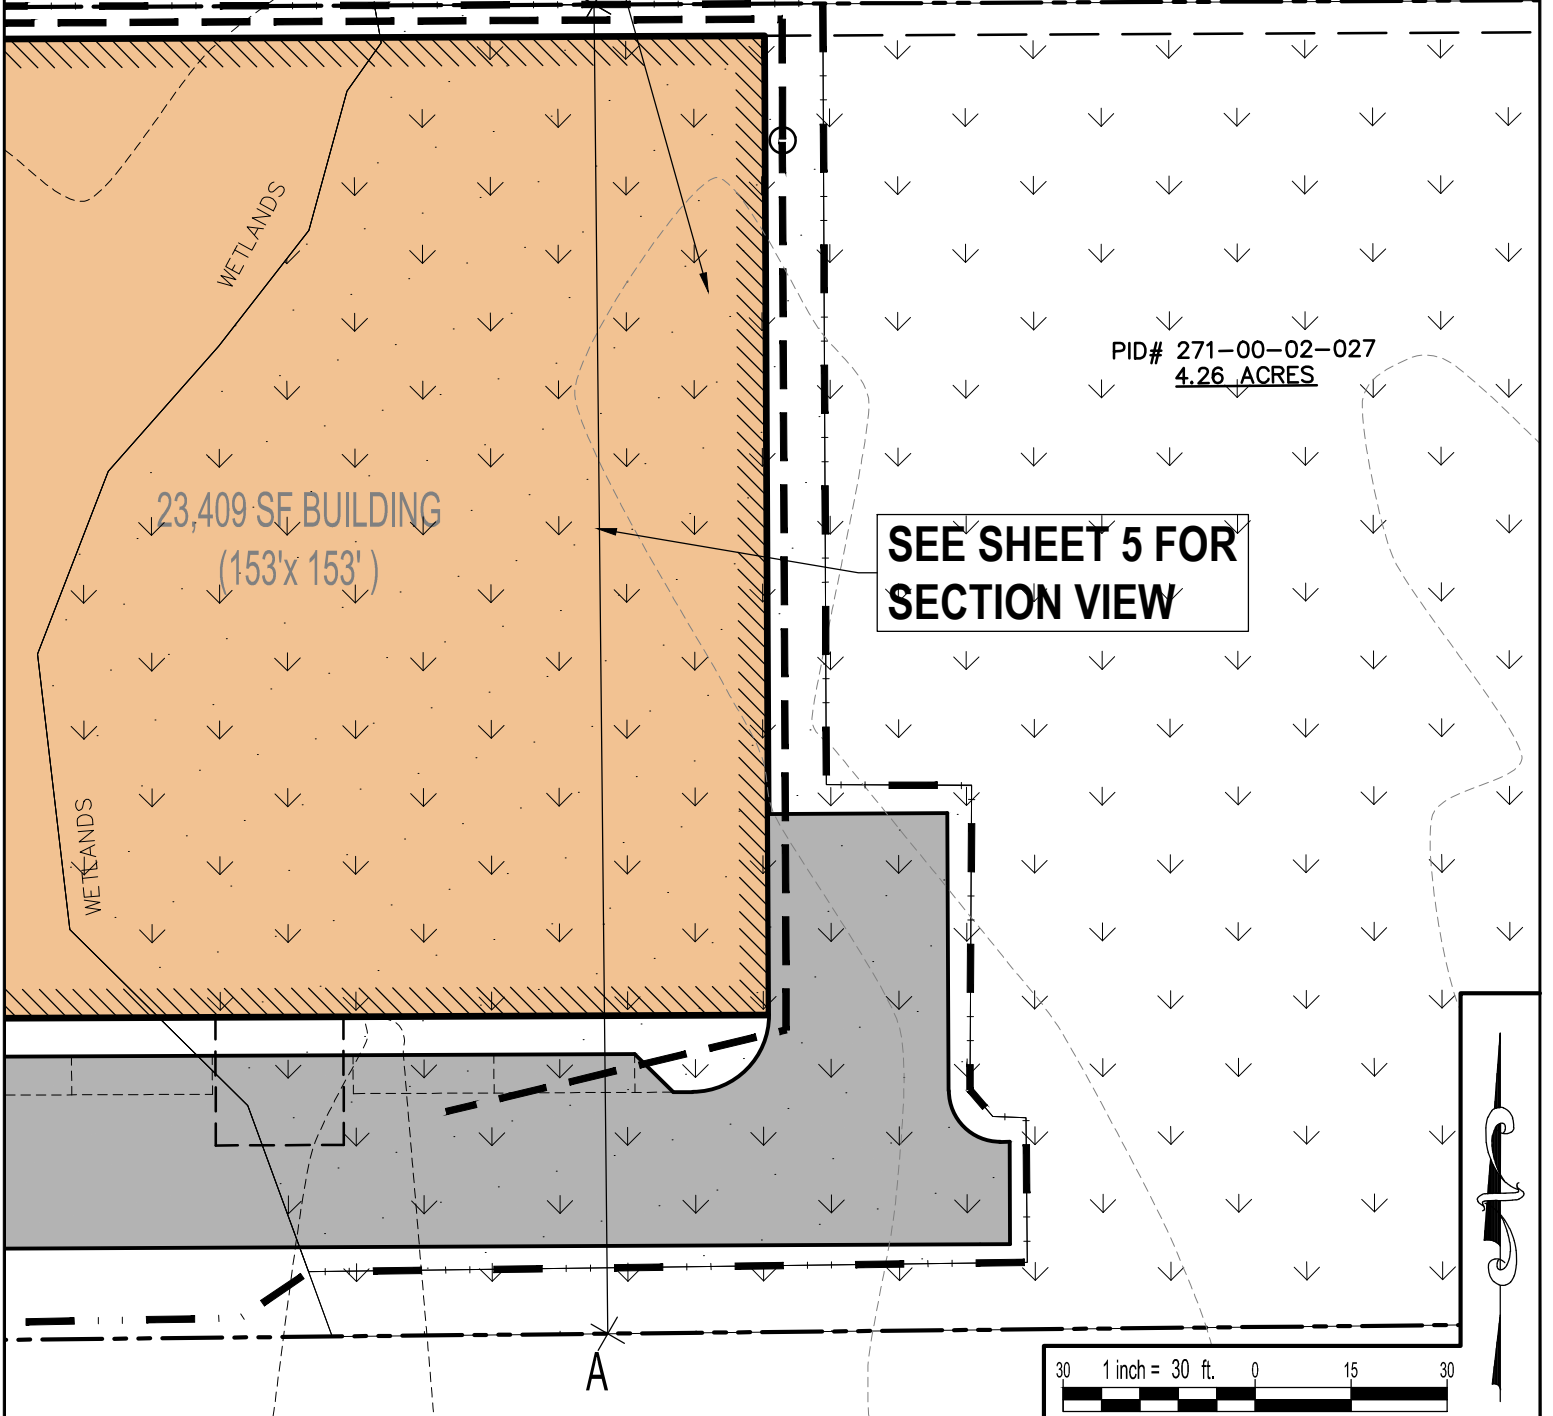 WETLANDS
PID# 271-00-02-027
4.26 ACRES
23,409 SF BUILDING
(153'x 153' )
SEE SHEET 5 FOR
SECTION VIEW
WETLANDS
A
30 1 inch = 30 ft. 0 15 30